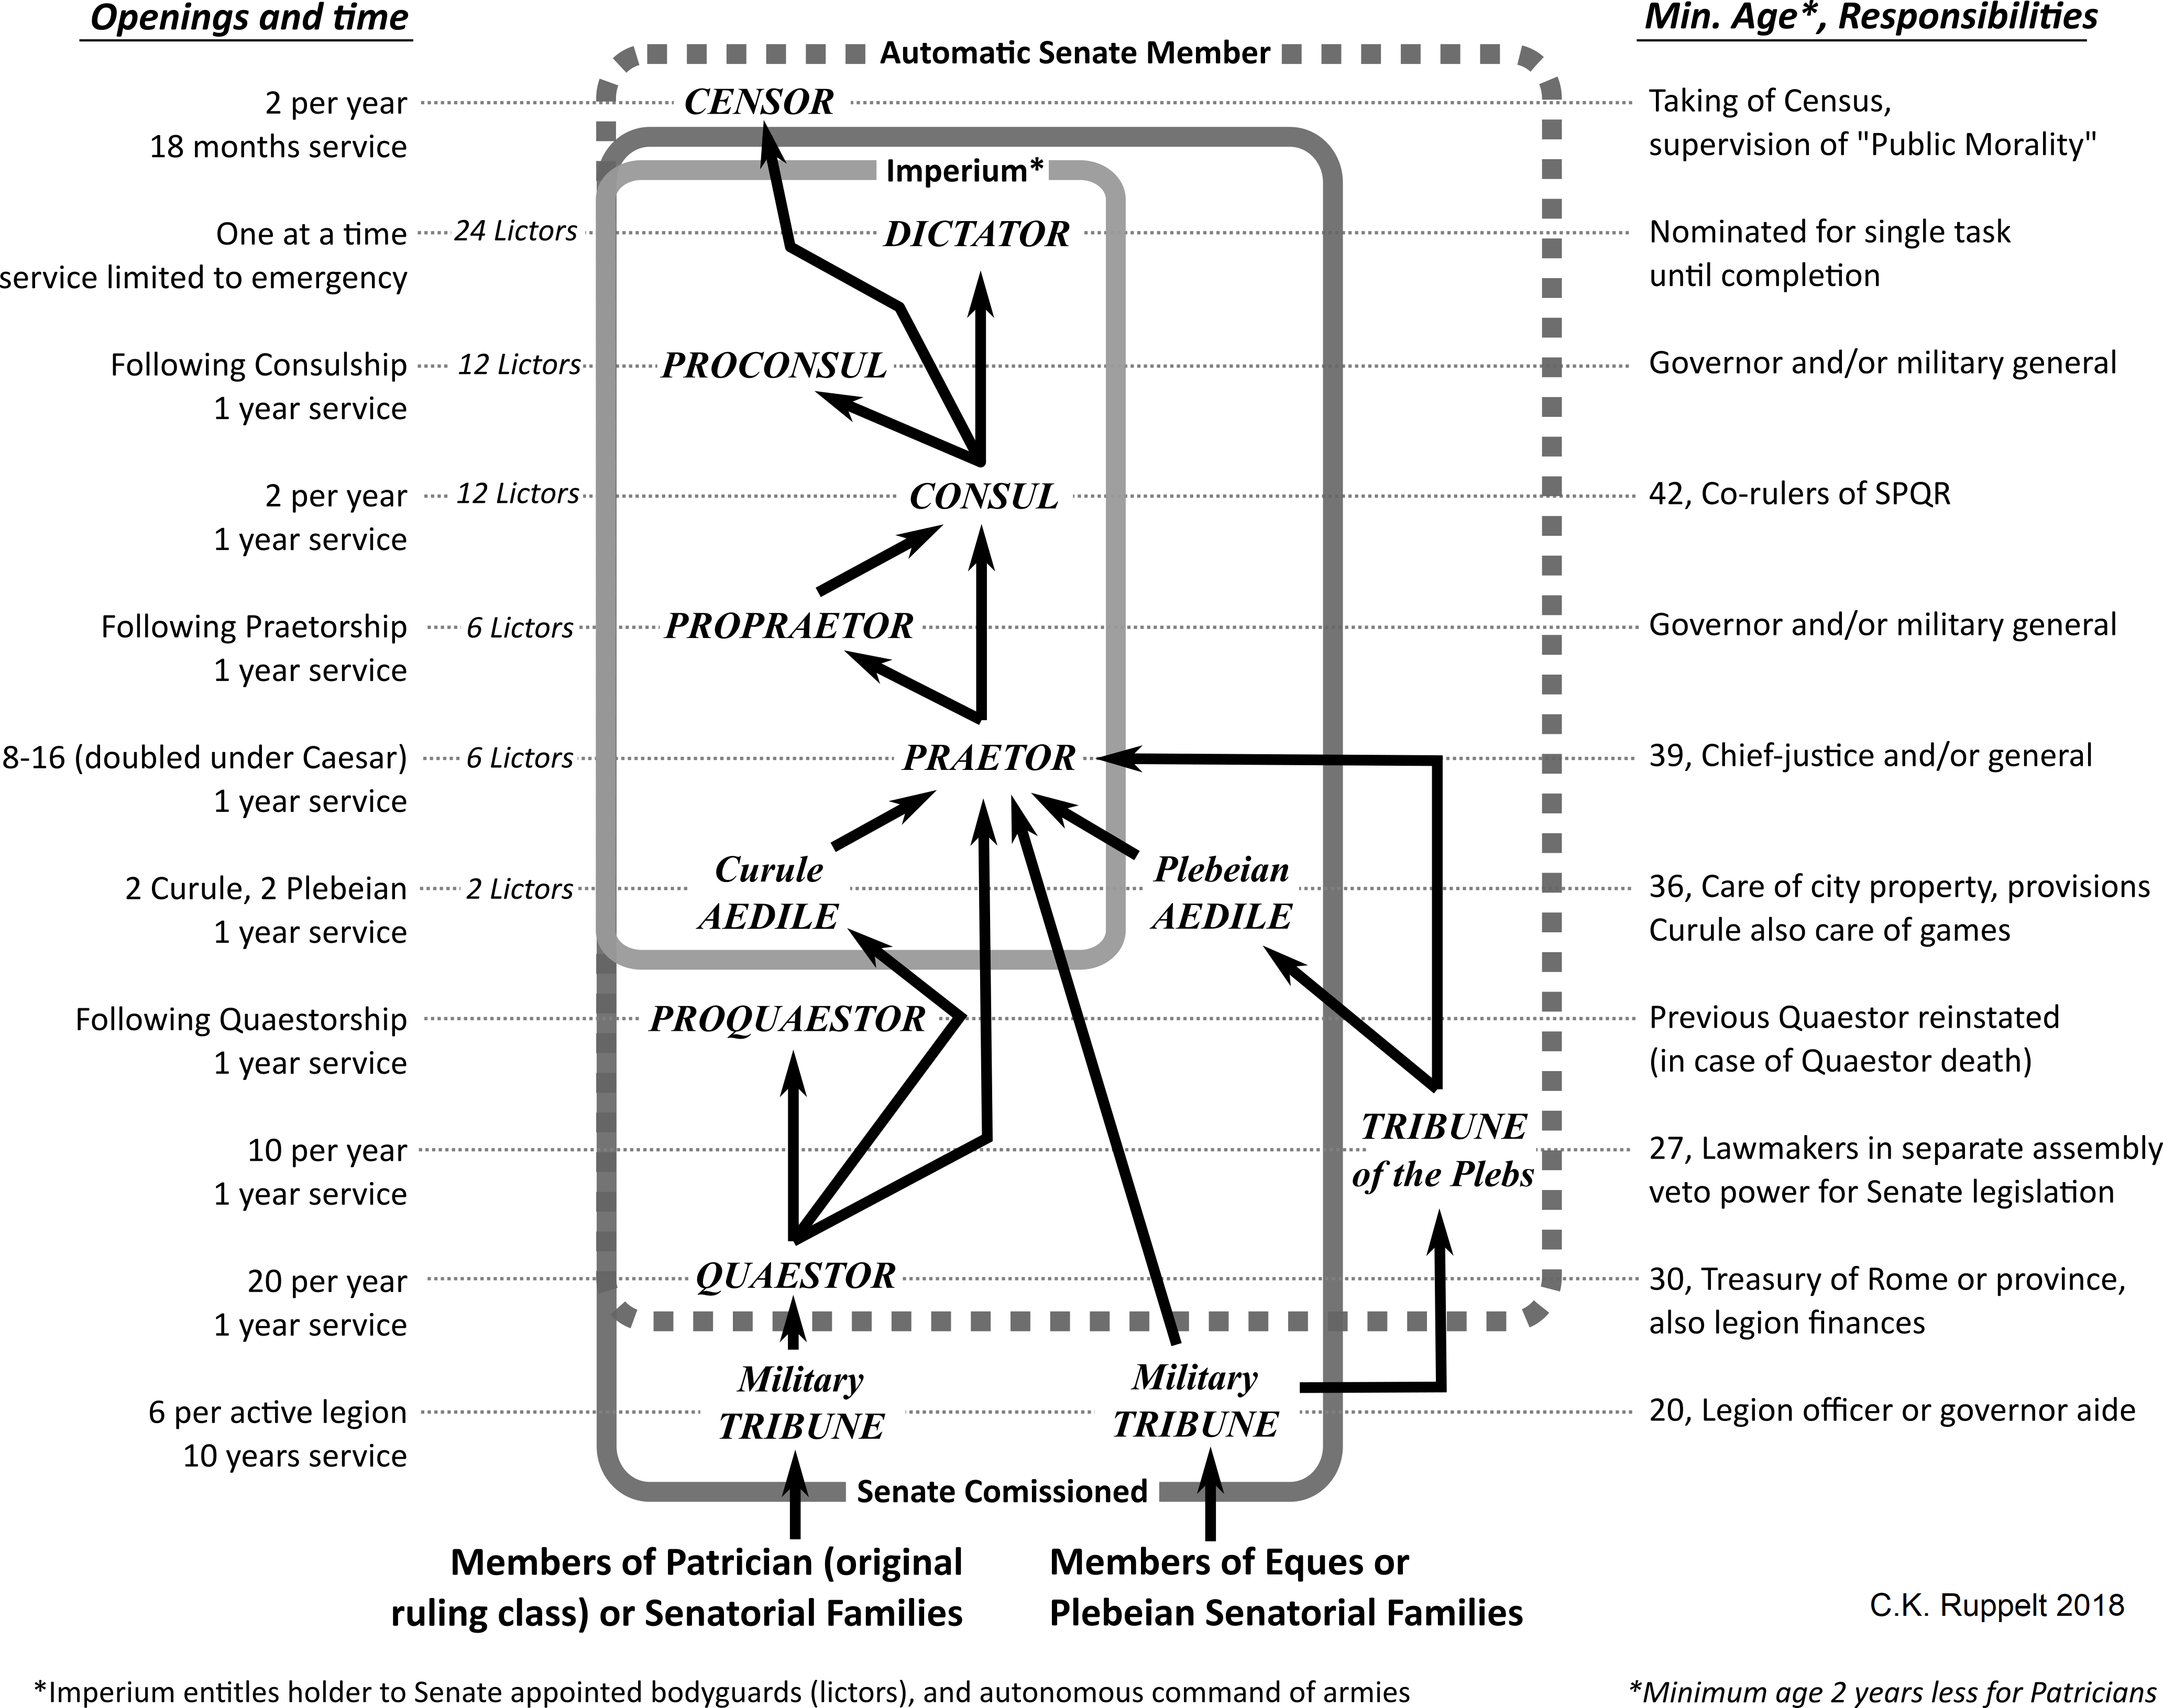 Openings and time
Min. Age*, Responsibilities
Automatic Senate Member
2 per year
18 months service
CENSOR
Taking of Census,
supervision of "Public Morality"
Imperium*
One at a time
service limited to emergency
24 Lictors
DICTATOR
Nominated for single task
until completion
Following Consulship
1 year service
12 Lictors
PROCONSUL
Governor and/or military general
2 per year
1 year service
12 Lictors
CONSUL
42, Co-rulers of SPQR
Following Praetorship
1 year service
6 Lictors
PROPRAETOR
Governor and/or military general
8-16 (doubled under Caesar)
1 year service
6 Lictors
PRAETOR
39, Chief-justice and/or general
2 Curule, 2 Plebeian
1 year service
2 Lictors
Curule
AEDILE
Plebeian
AEDILE
36, Care of city property, provisions
Curule also care of games
Following Quaestorship
1 year service
PROQUAESTOR
Previous Quaestor reinstated
(in case of Quaestor death)
10 per year
1 year service
TRIBUNE
of the Plebs
27, Lawmakers in separate assembly
veto power for Senate legislation
20 per year
1 year service
QUAESTOR
30, Treasury of Rome or province,
also legion finances
6 per active legion
10 years service
Military
TRIBUNE
Military
TRIBUNE
20, Legion officer or governor aide
Senate Comissioned
Members of Patrician (original
ruling class) or Senatorial Families
Members of Eques or
Plebeian Senatorial Families
C.K. Ruppelt 2018
*Imperium entitles holder to Senate appointed bodyguards (lictors), and autonomous command of armies
*Minimum age 2 years less for Patricians